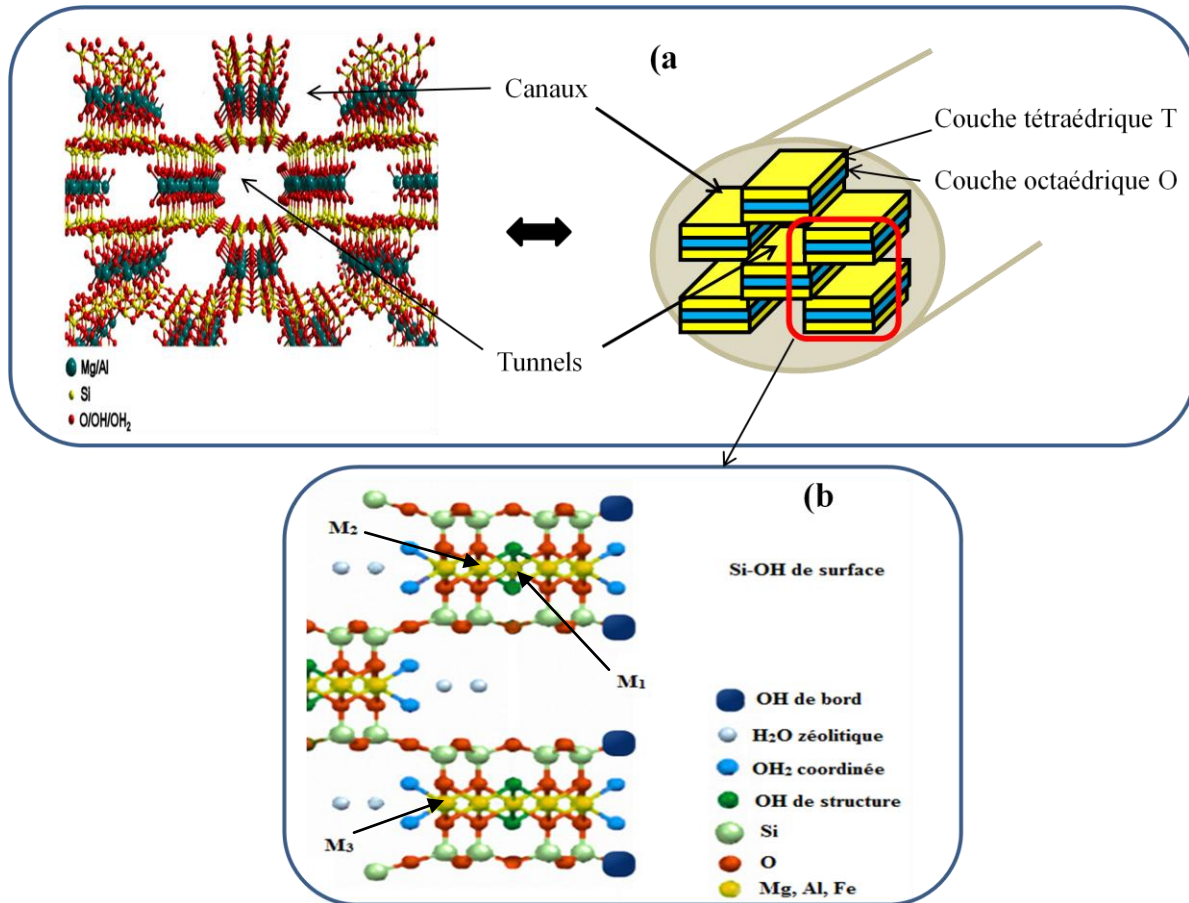 (a
Canaux
Couche tétraédrique T
Couche octaédrique O
Tunnels
Mg/Al
Si
O/OH/OH₂
(b)
M₂
Si-OH de surface
M₁
OH de bord
H₂O zéolitique
OH₂ coordinée
OH de structure
M₃
Si
O
Mg, Al, Fe